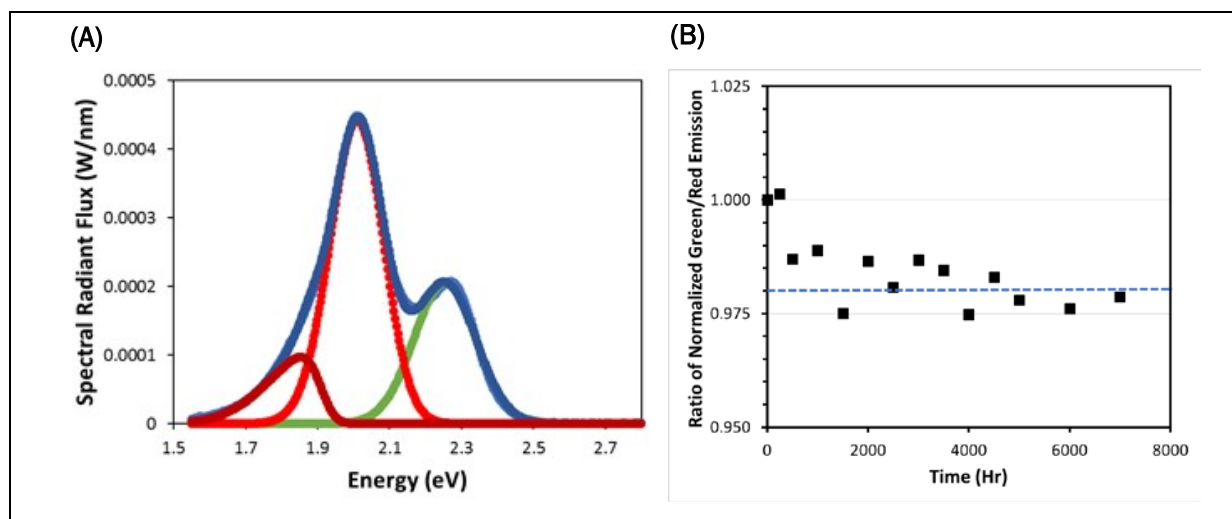 (A)
(B)
Spectral Radiant Flux (W/nm)
0.0005
0.0004
0.0003
0.0002
0.0001
0
1.5 1.7 1.9 2.1 2.3 2.5 2.7
Energy (eV)
Ratio of Normalized Green/Red Emission
1.025
1.000
0.975
0.950
0 2000 4000 6000 8000
Time (Hr)